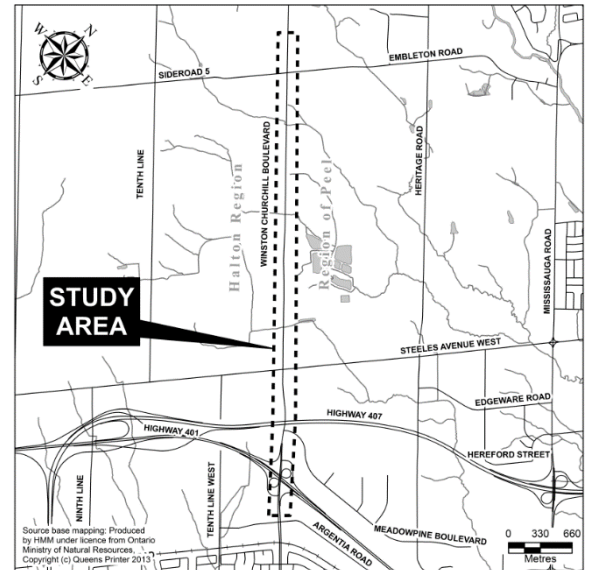 N
W
E
S
EMBLETON ROAD
SIDEROAD 5
TENTH LINE
Halton Region
WINSTON CHURCHILL BOULEVARD
Region of Peel
HERITAGE ROAD
MISSISSAUGA ROAD
STUDY
AREA
STEELES AVENUE WEST
EDGEWARE ROAD
HIGHWAY 407
HIGHWAY 401
HEREFORD STREET
NINTH LINE
TENTH LINE WEST
ARGENTIA ROAD
MEADOWPINE BOULEVARD
Source base mapping: Produced
by HMM under licence from Ontario
Ministry of Natural Resources,
Copyright (c) Queens Printer 2013
0 330 660
Metres